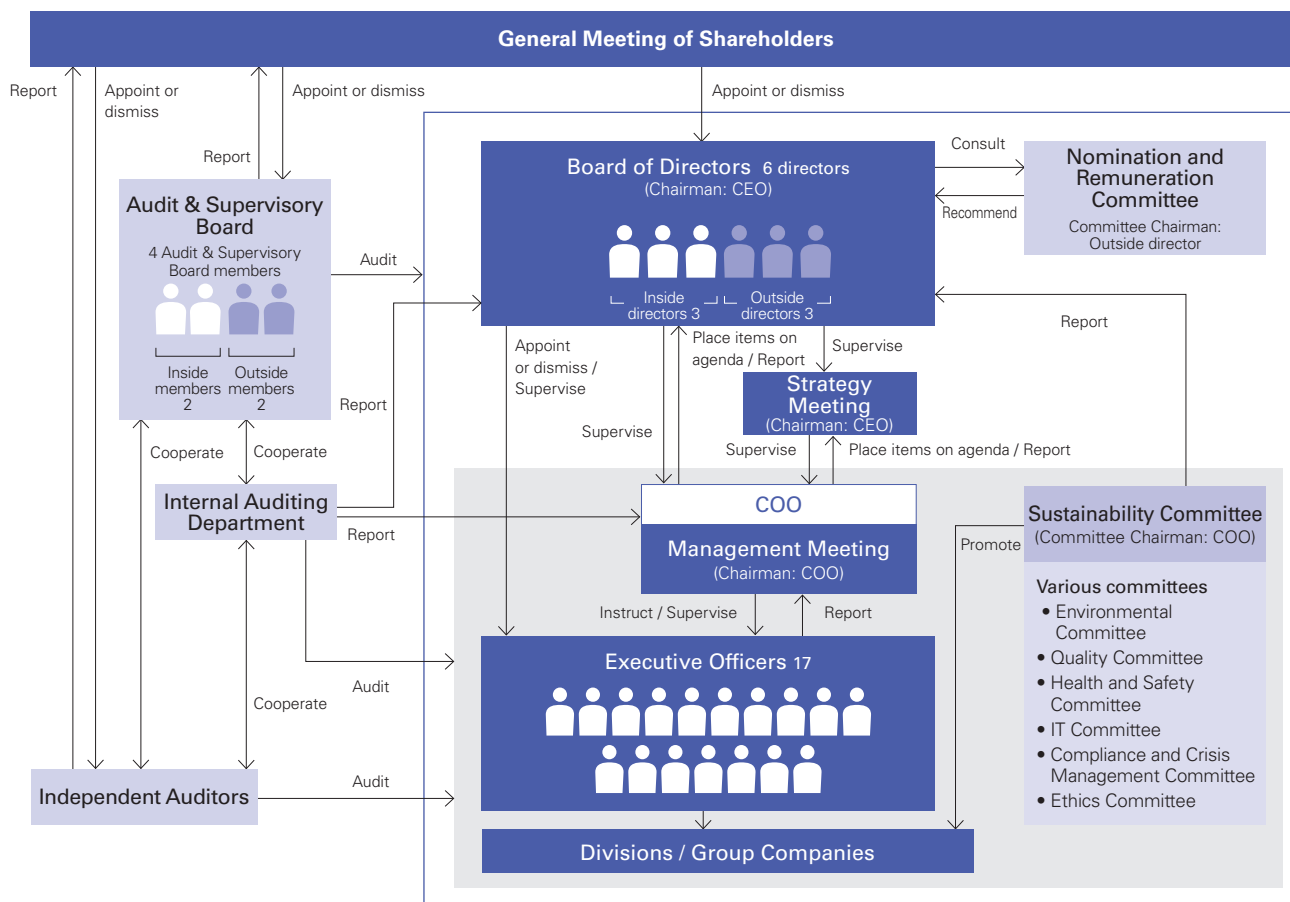 General Meeting of Shareholders
Report
Appoint or
dismiss
Report
Appoint or dismiss
Appoint or dismiss
Audit & Supervisory
Board
4 Audit & Supervisory
Board members
Inside
members
2
Outside
members
2
Audit
Board of Directors 6 directors
(Chairman: CEO)
Inside
directors 3
Outside
directors 3
Consult
Recommend
Nomination and
Remuneration
Committee
Committee Chairman:
Outside director
Report
Appoint
or dismiss /
Supervise
Supervise
Place items on
agenda / Report
Supervise
Strategy
Meeting
(Chairman: CEO)
Supervise
Place items on agenda / Report
Report
Cooperate
Cooperate
Internal Auditing
Department
Report
COO
Management Meeting
(Chairman: COO)
Instruct / Supervise
Report
Sustainability Committee
(Committee Chairman: COO)
Promote
Various committees
• Environmental
Committee
• Quality Committee
• Health and Safety
Committee
• IT Committee
• Compliance and Crisis
Management Committee
• Ethics Committee
Executive Officers 17
Audit
Cooperate
Independent Auditors
Audit
Divisions / Group Companies